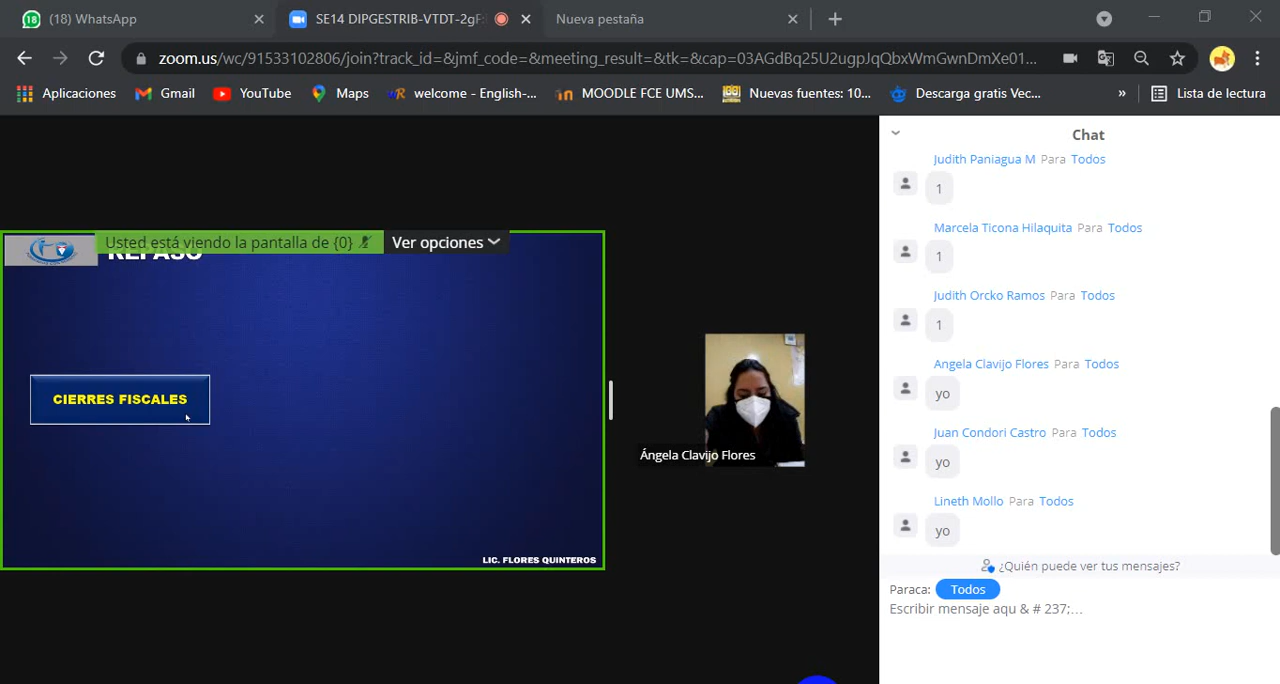 (18) WhatsApp
SE14 DIPGESTRIB-VTDT-2gF
Nueva pestaña
zoom.us/wc/91533102806/join?track_id=&jmf_code=&meeting_result=&tk=&cap=03AGdBq25U2ugpJqQbxWmGwnDmXe01...
Aplicaciones
Gmail
YouTube
Maps
welcome - English-...
MOODLE FCE UMS...
Nuevas fuentes: 10...
Descarga gratis Vec...
»
Lista de lectura
Usted está viendo la pantalla de {0}
Ver opciones
REPASO
CIERRES FISCALES
LIC. FLORES QUINTEROS
Ángela Clavijo Flores
Chat
Judith Paniagua M Para Todos
1
Marcela Ticona Hilaquita Para Todos
1
Judith Orcko Ramos Para Todos
1
Angela Clavijo Flores Para Todos
yo
Juan Condori Castro Para Todos
yo
Lineth Mollo Para Todos
yo
¿Quién puede ver tus mensajes?
Paraca: Todos
Escribir mensaje aqu & # 237;...